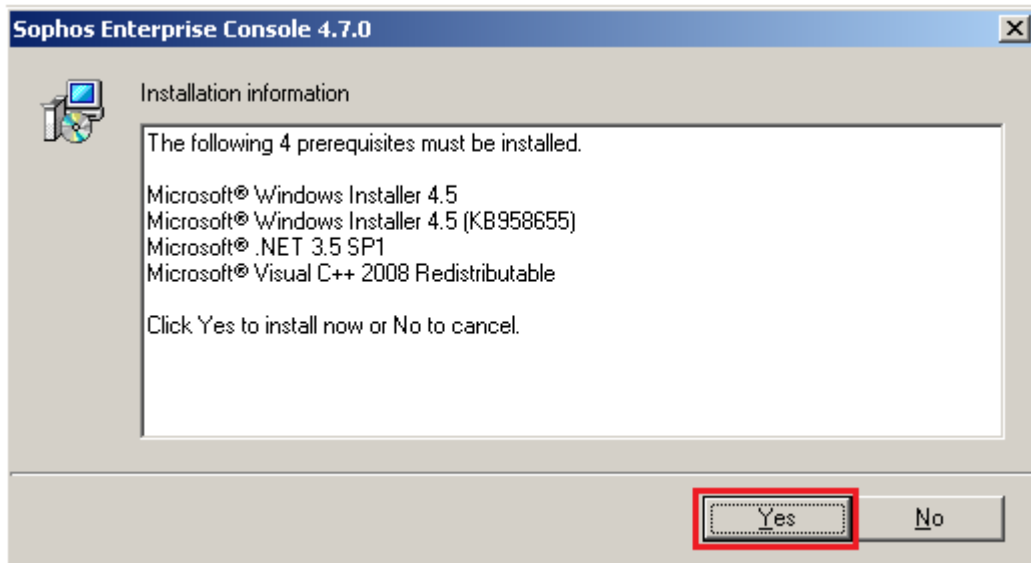 Sophos Enterprise Console 4.7.0
Installation information
The following 4 prerequisites must be installed.
Microsoft® Windows Installer 4.5
Microsoft® Windows Installer 4.5 (KB958655)
Microsoft® .NET 3.5 SP1
Microsoft® Visual C++ 2008 Redistributable
Click Yes to install now or No to cancel.
Yes No